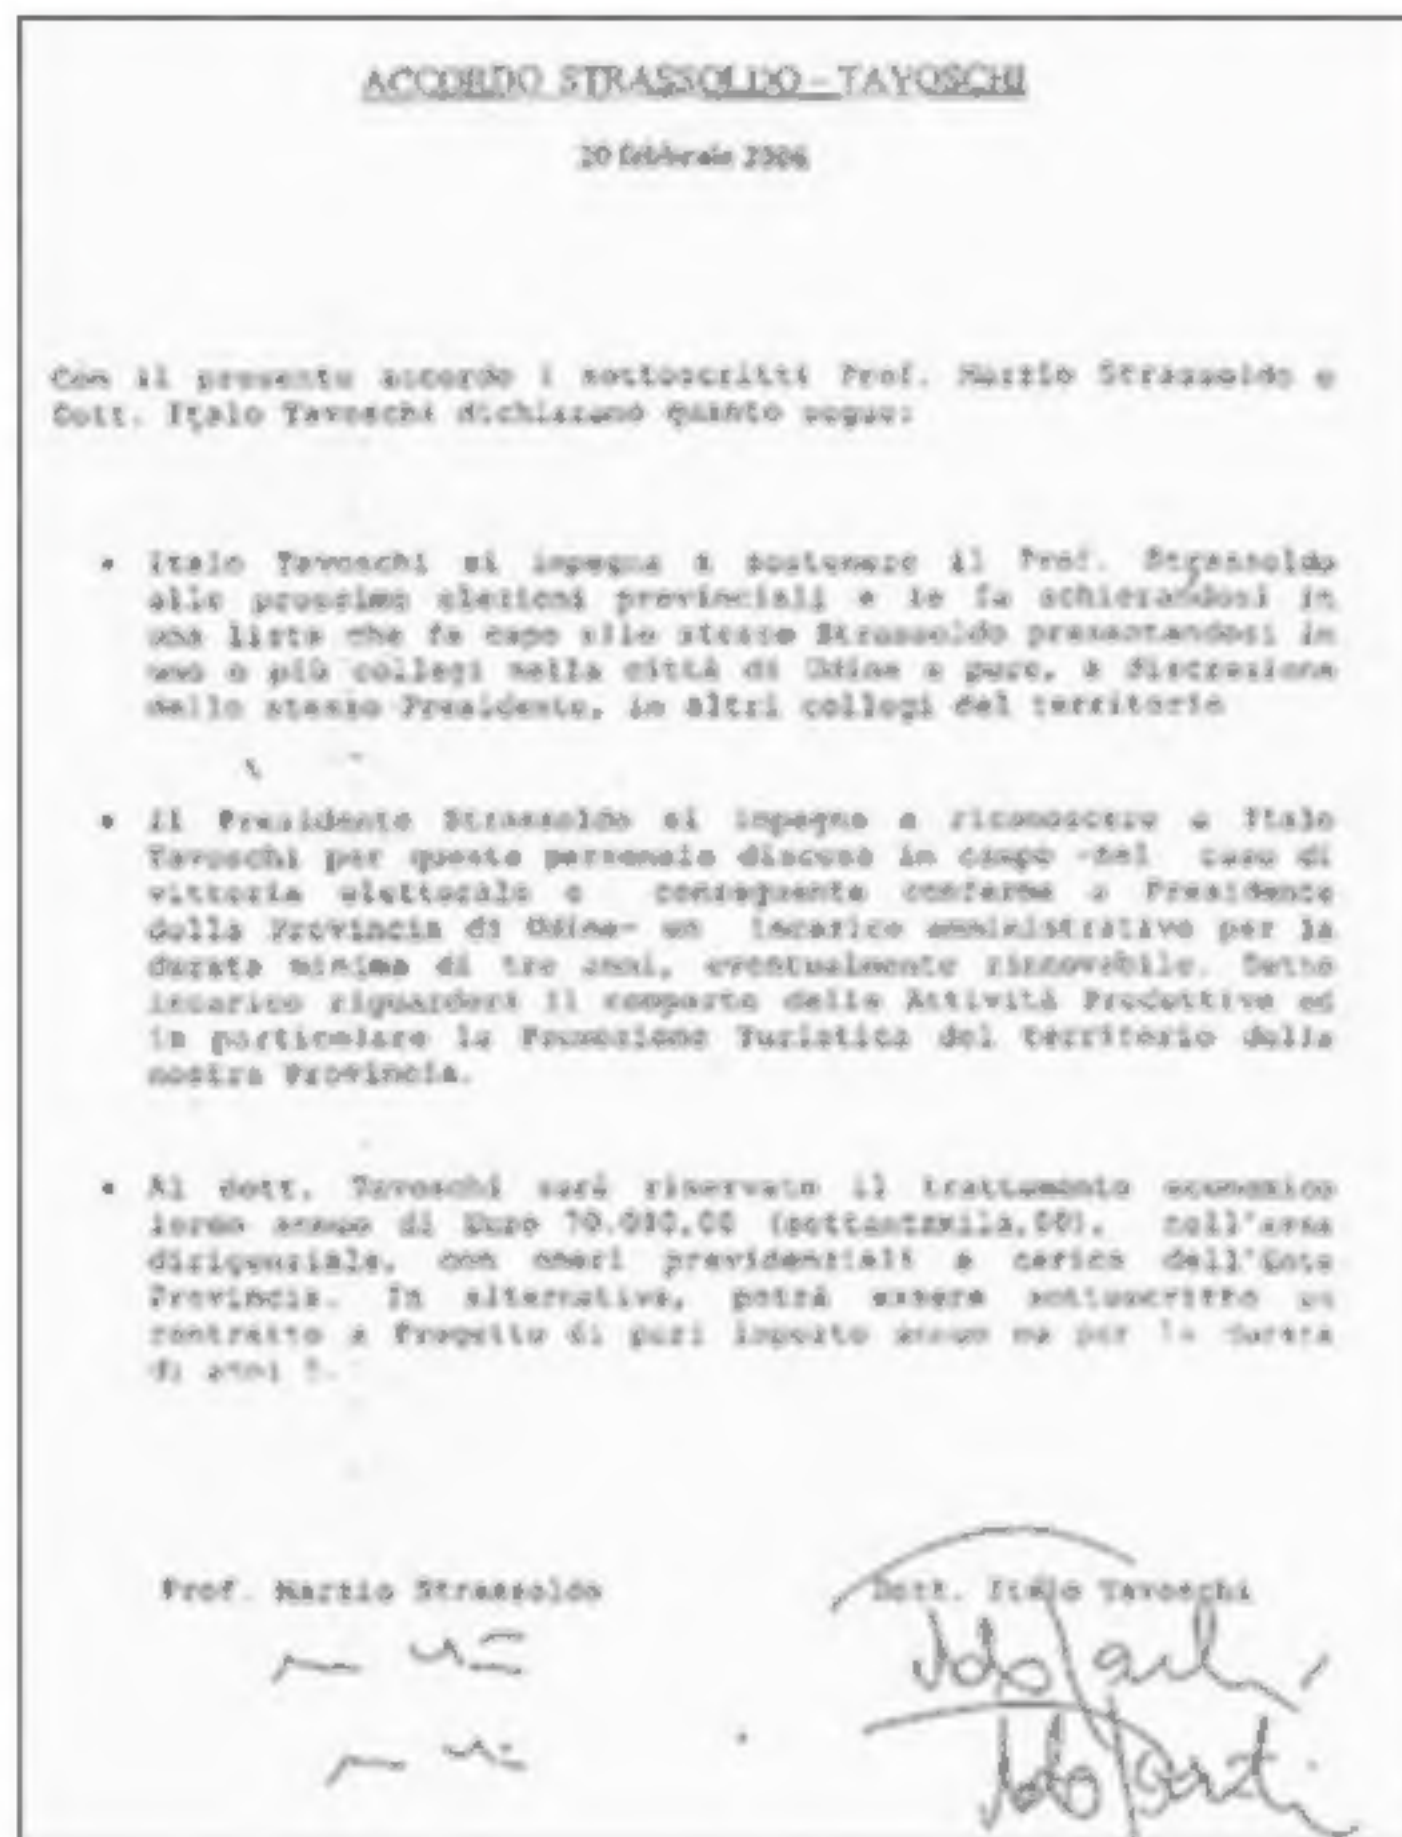 ACCORDO STRASSOLDO - TAVOSCHI
20 febbraio 2006
Con il presente accordo i sottoscritti Prof. Marzio Strassoldo e
Dott. Italo Tavoschi dichiarano quanto segue:
• Italo Tavoschi si impegna a sostenere il Prof. Strassoldo
alle prossime elezioni provinciali e lo fa schierandosi in
una lista che fa capo allo stesso Strassoldo presentandosi in
uno o più collegi nella città di Udine o pure, a discrezione
dello stesso Presidente, in altri collegi del territorio
• Il Presidente Strassoldo si impegna a riconoscere a Italo
Tavoschi per questa personale discesa in campo -nel caso di
vittoria elettorale e conseguente conferma a Presidente
della Provincia di Udine- un incarico amministrativo per la
durata minima di tre anni, eventualmente rinnovabile. Detto
incarico riguarderà il comparto delle Attività Produttive ed
in particolare la Promozione Turistica del territorio della
nostra Provincia.
• Al dott. Tavoschi sarà riservato il trattamento economico
lordo annuo di Euro 70.000,00 (settantamila,00), nell'area
dirigenziale, con oneri previdenziali a carico dell'Ente
Provincia. In alternativa, potrà essere sottoscritto un
contratto a Progetto di pari importo annuo ma per la durata
di anni
Prof. Marzio Strassoldo
Dott. Italo Tavoschi